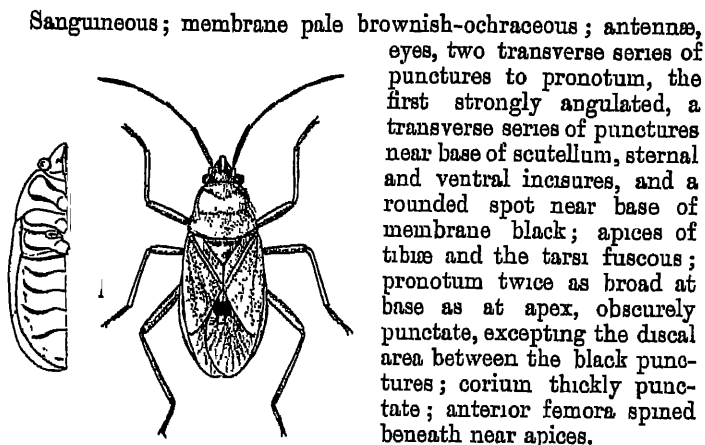 Sanguineous; membrane pale brownish-ochraceous; antennæ,
eyes, two transverse series of
punctures to pronotum, the
first strongly angulated, a
transverse series of punctures
near base of scutellum, sternal
and ventral incisures, and a
rounded spot near base of
membrane black; apices of
tibiæ and the tarsi fuscous;
pronotum twice as broad at
base as at apex, obscurely
punctate, excepting the discal
area between the black punc-
tures; corium thickly punc-
tate; anterior femora spined
beneath near apices.